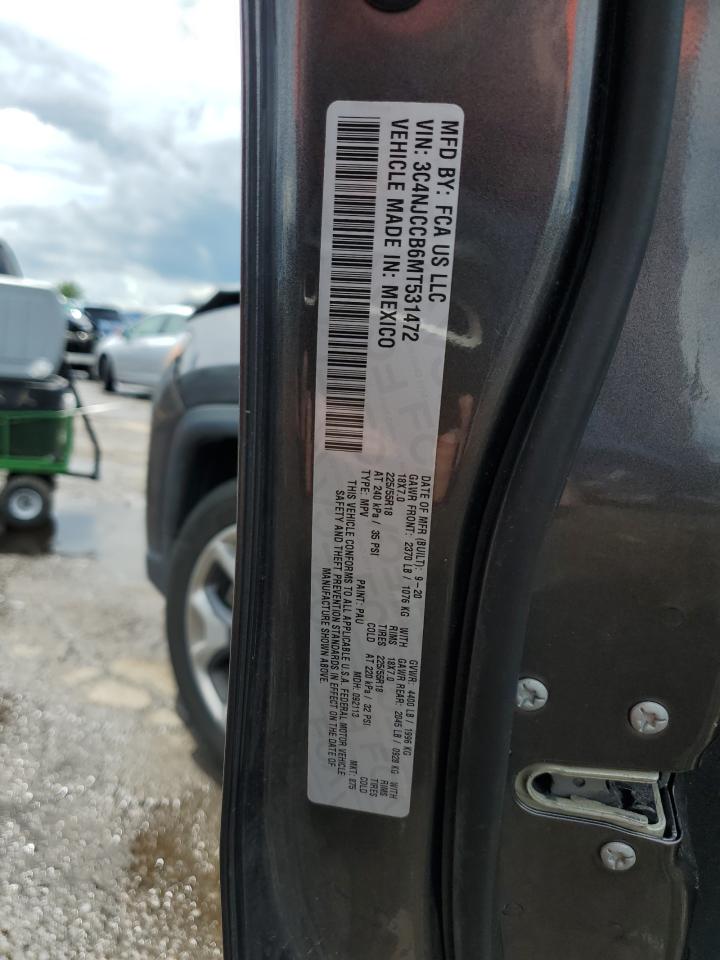 MFD BY: FCA US LLC
VIN: 3C4NJCCB6MT531472
VEHICLE MADE IN: MEXICO
DATE OF MFR (BUILT): 9-20 GVWR: 4400 LB / 1996 KG
GAWR FRONT: 2370 LB / 1076 KG WITH GAWR REAR: 2045 LB / 0928 KG WITH
18X7.0 RIMS 18X7.0 RIMS
225/55R18 TIRES 225/55R18 TIRES
AT 240 kPa / 35 PSI COLD AT 220 kPa / 32 PSI COLD
TYPE: MPV PAINT: PAU MDH: 092113 MKT: 875
THIS VEHICLE CONFORMS TO ALL APPLICABLE U.S.A. FEDERAL MOTOR VEHICLE
SAFETY AND THEFT PREVENTION STANDARDS IN EFFECT ON THE DATE OF
MANUFACTURE SHOWN ABOVE.